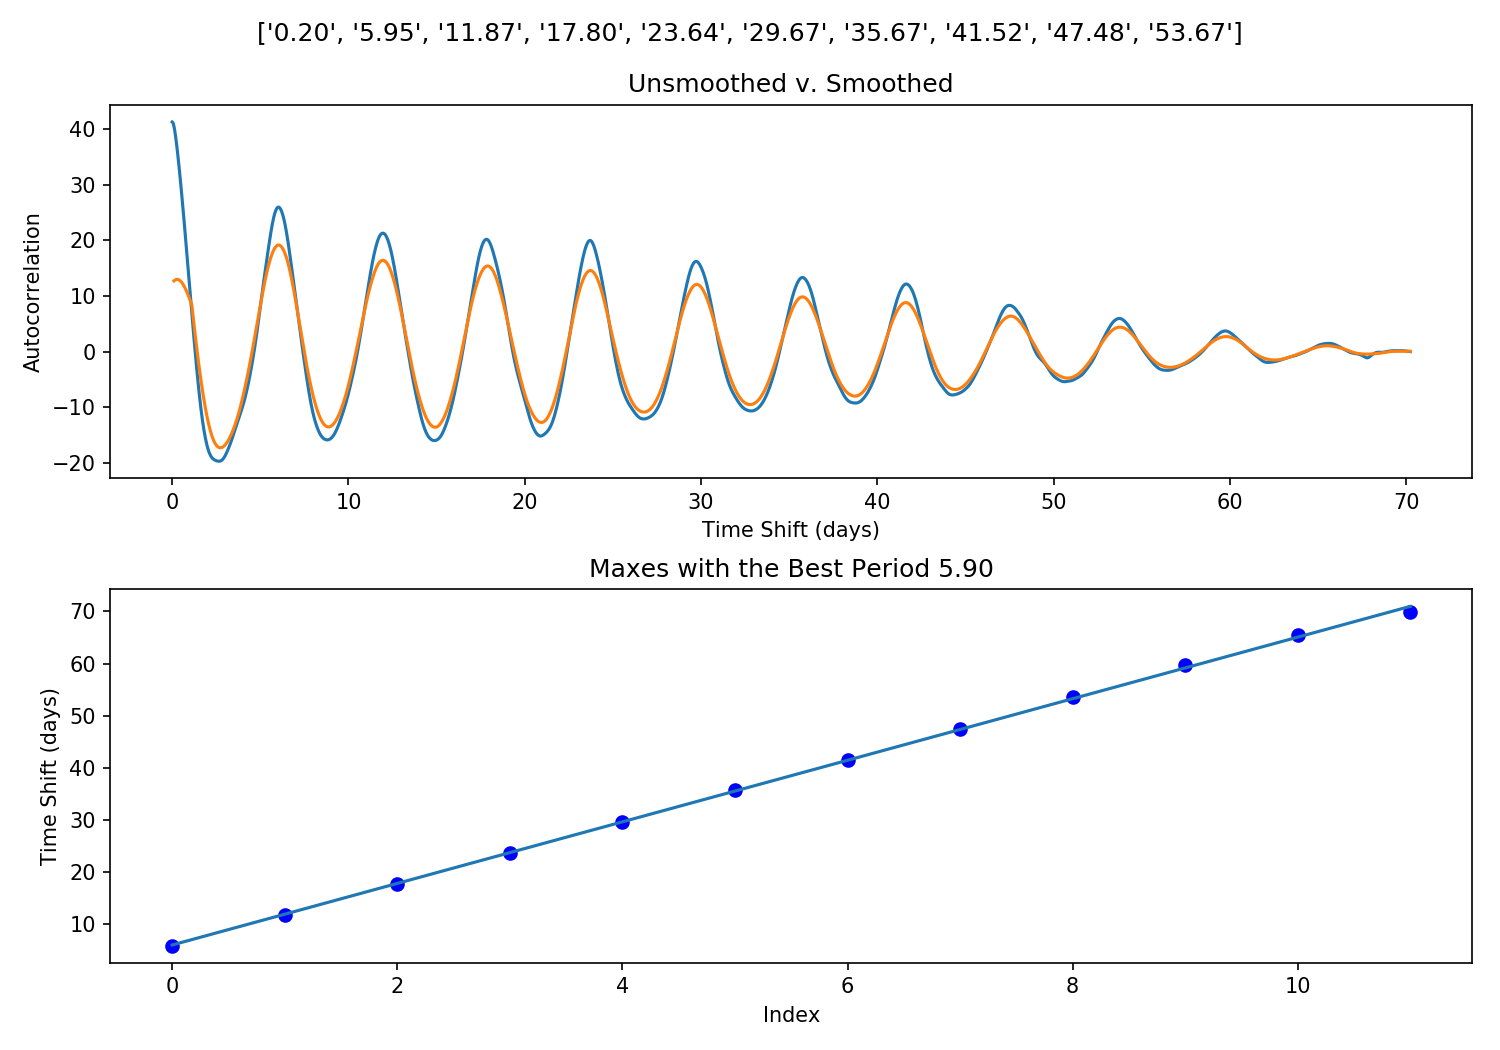 ['0.20', '5.95', '11.87', '17.80', '23.64', '29.67', '35.67', '41.52', '47.48', '53.67']
Unsmoothed v. Smoothed
40
30
20
10
0
−10
−20
Autocorrelation
0 10 20 30 40 50 60 70
Time Shift (days)
Maxes with the Best Period 5.90
70
60
50
40
30
20
10
Time Shift (days)
0 2 4 6 8 10
Index